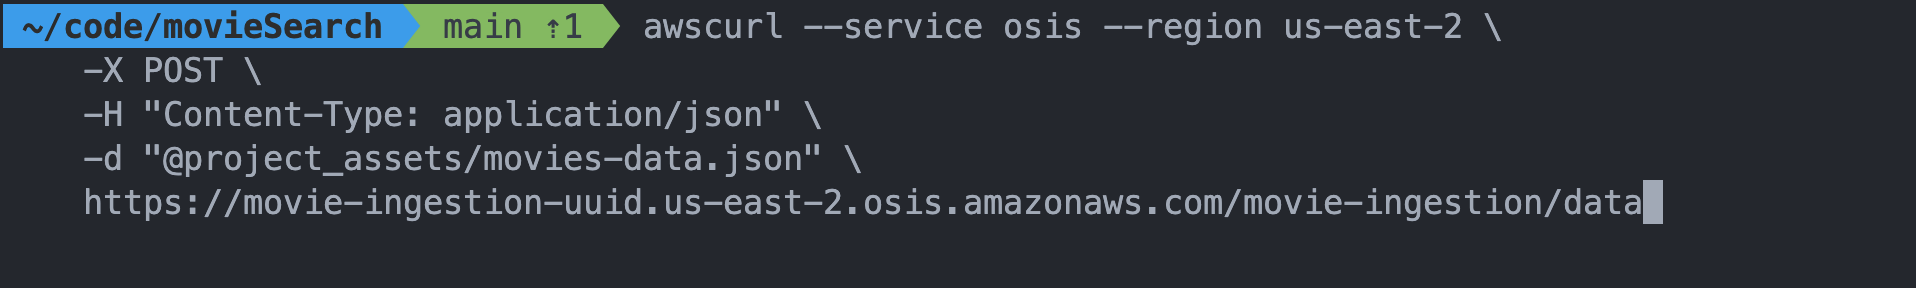 ~/code/movieSearch main ⇡1 awscurl --service osis --region us-east-2 \
-X POST \
-H "Content-Type: application/json" \
-d "@project_assets/movies-data.json" \
https://movie-ingestion-uuid.us-east-2.osis.amazonaws.com/movie-ingestion/data